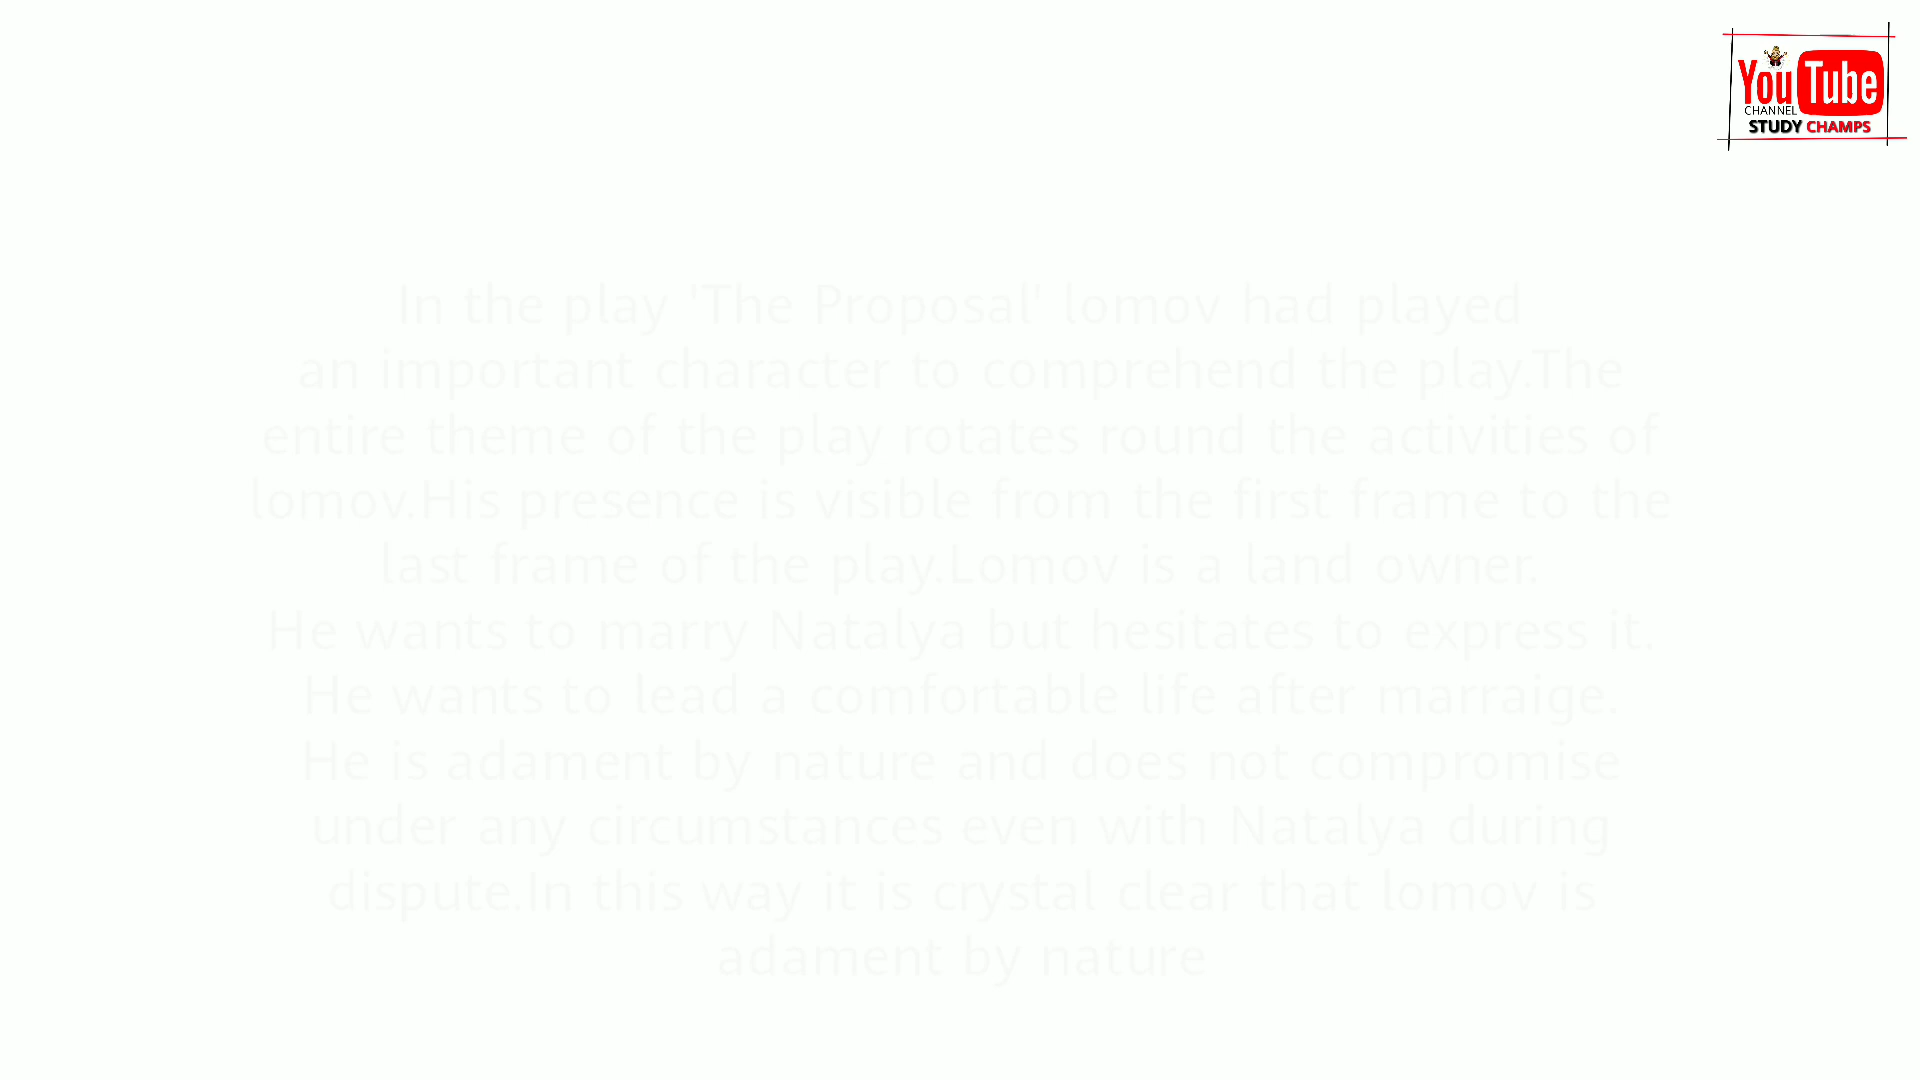 YouTube
CHANNEL
STUDY CHAMPS
In the play 'The Proposal' lomov had played
an important character to comprehend the play.The
entire theme of the play rotates round the activities of
lomov.His presence is visible from the first frame to the
last frame of the play.Lomov is a land owner.
He wants to marry Natalya but hesitates to express it.
He wants to lead a comfortable life after marraige.
He is adament by nature and does not compromise
under any circumstances even with Natalya during
dispute.In this way it is crystal clear that lomov is
adament by nature